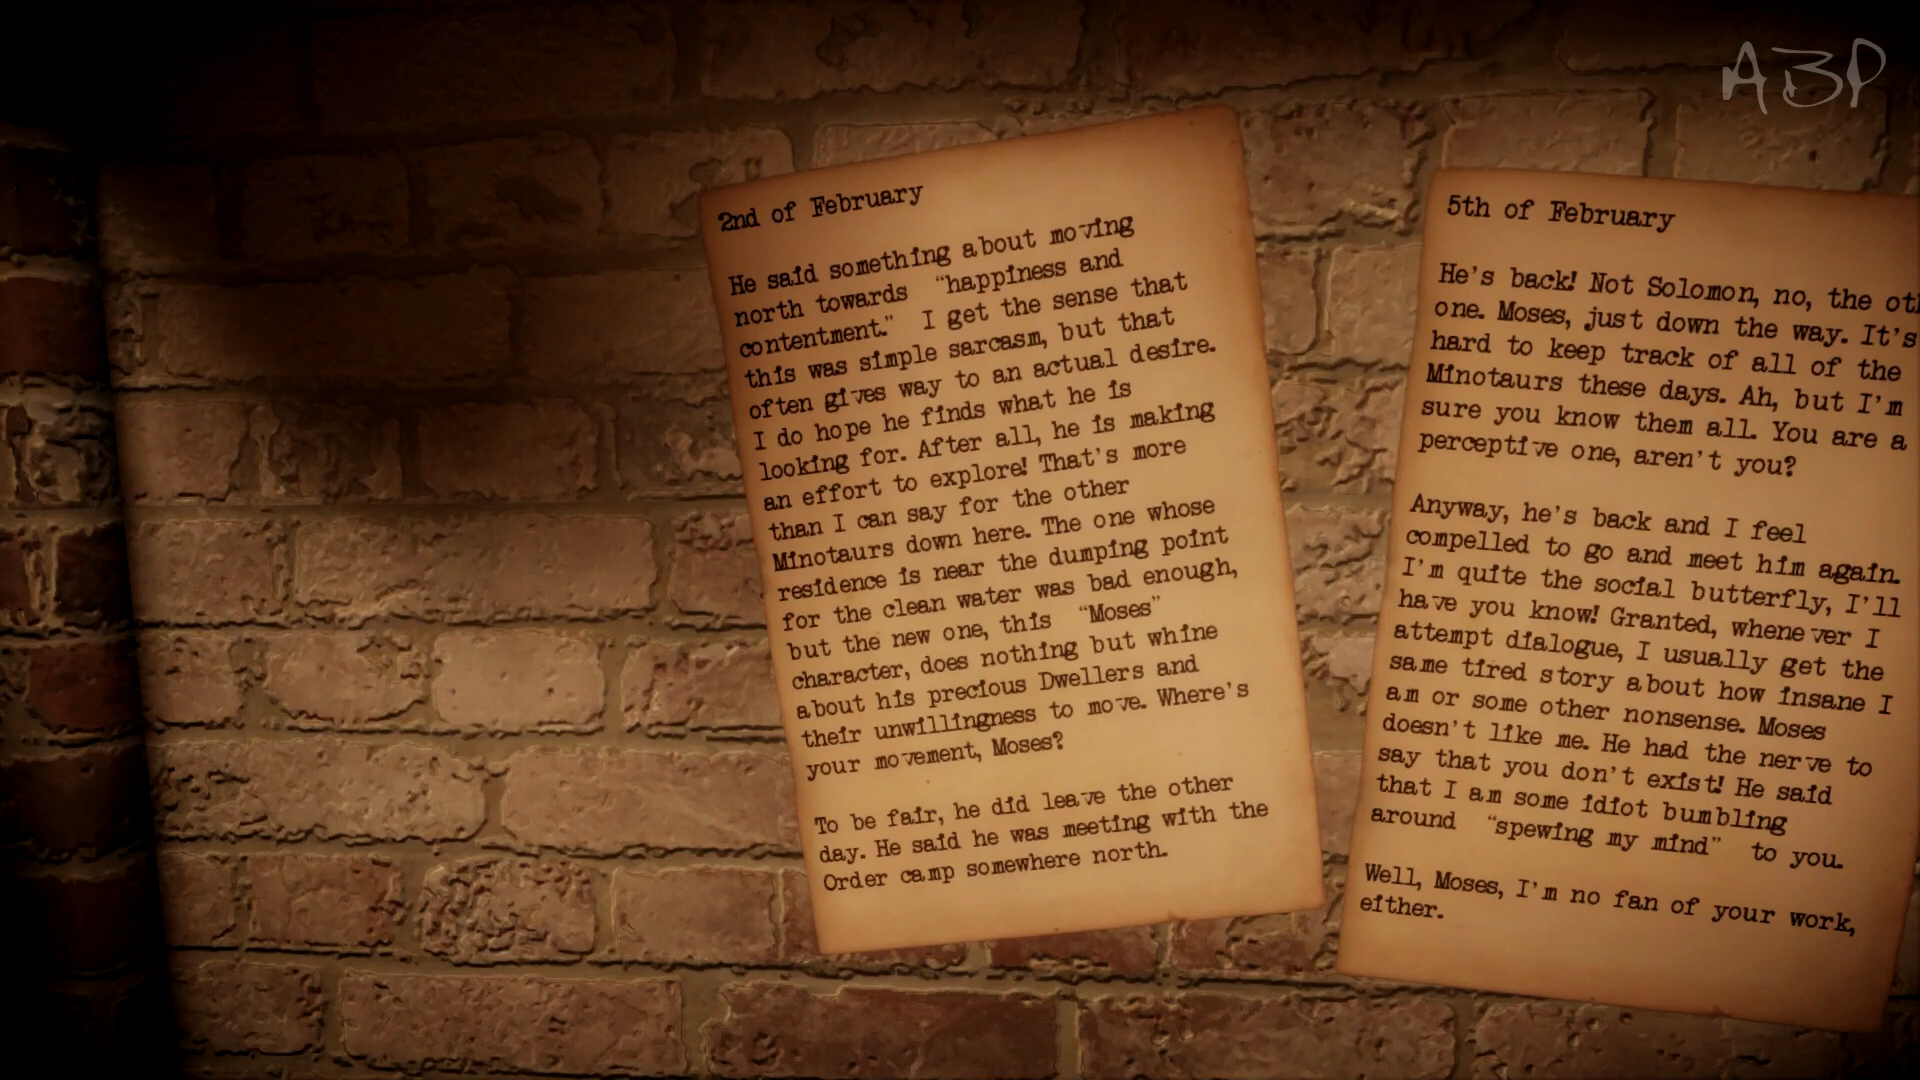 ABP
2nd of February
He said something about moving
north towards "happiness and
contentment." I get the sense that
this was simple sarcasm, but that
often gives way to an actual desire.
I do hope he finds what he is
looking for. After all, he is making
an effort to explore! That's more
than I can say for the other
Minotaurs down here. The one whose
residence is near the dumping point
for the clean water was bad enough,
but the new one, this "Moses"
character, does nothing but whine
about his precious Dwellers and
their unwillingness to move. Where's
your movement, Moses?
To be fair, he did leave the other
day. He said he was meeting with the
Order camp somewhere north.
5th of February
He's back! Not Solomon, no, the
one. Moses, just down the way. It's
hard to keep track of all of the
Minotaurs these days. Ah, but I'm
sure you know them all. You are a
perceptive one, aren't you?
Anyway, he's back and I feel
compelled to go and meet him again.
I'm quite the social butterfly, I'll
have you know! Granted, whenever I
attempt dialogue, I usually get the
same tired story about how insane I
am or some other nonsense. Moses
doesn't like me. He had the nerve to
say that you don't exist! He said
that I am some idiot bumbling
around "spewing my mind" to you.
Well, Moses, I'm no fan of your work,
either.